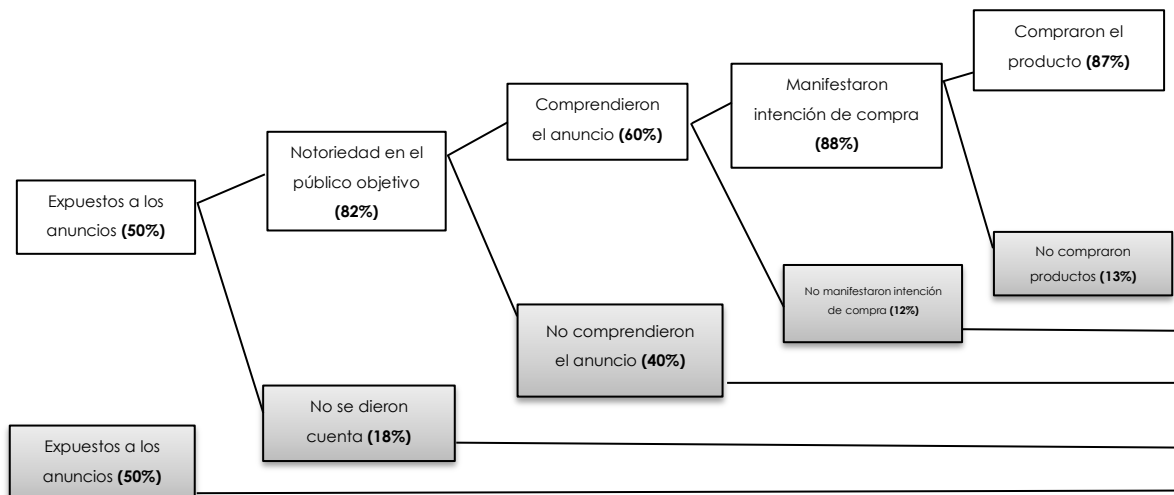 Compraron el
producto (87%)
Manifestaron
intención de compra
(88%)
Comprendieron
el anuncio (60%)
Notoriedad en el
público objetivo
(82%)
Expuestos a los
anuncios (50%)
No compraron
productos (13%)
No manifestaron intención
de compra (12%)
No comprendieron
el anuncio (40%)
No se dieron
cuenta (18%)
Expuestos a los
anuncios (50%)